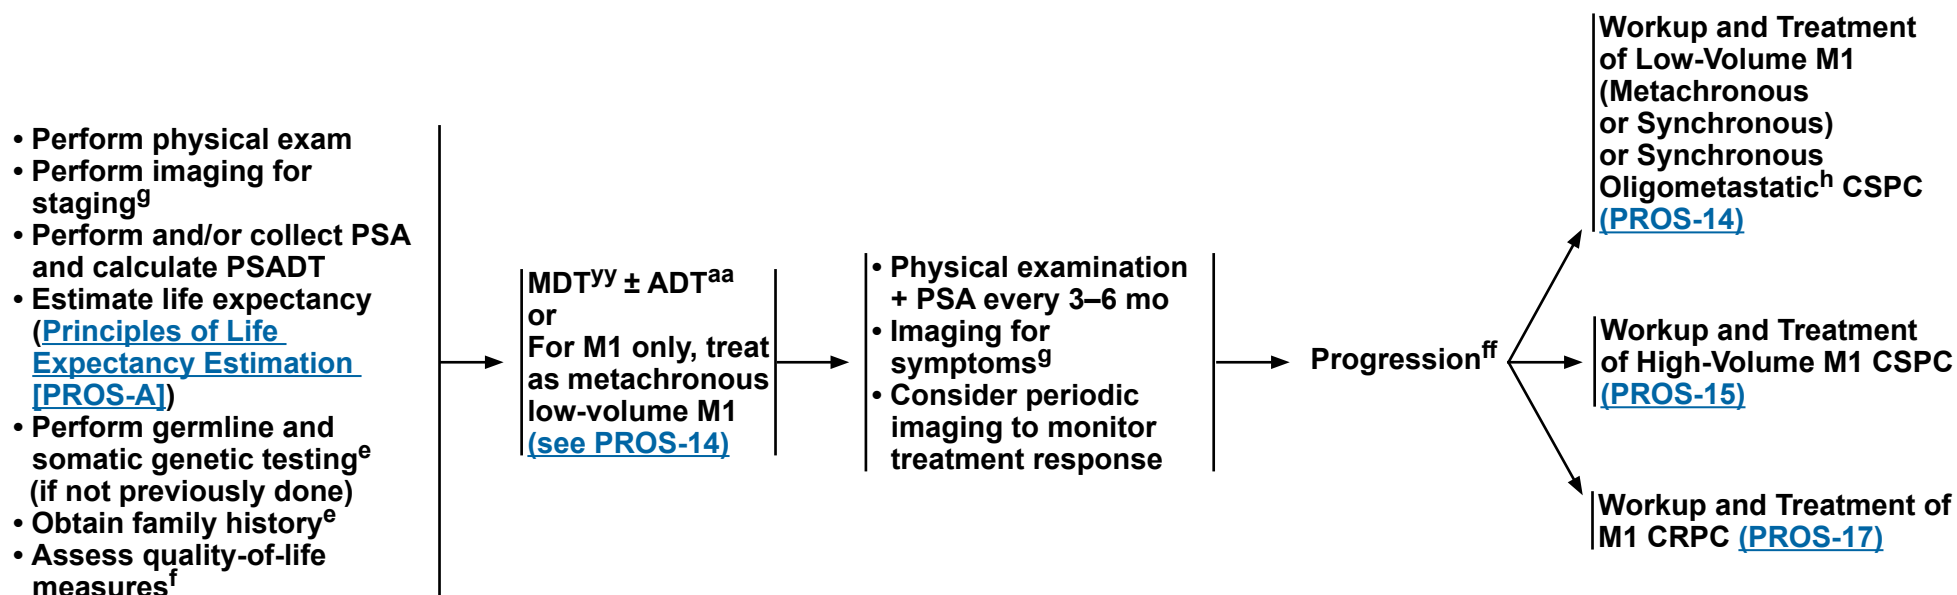 • Perform physical exam
• Perform imaging for
staging^g
• Perform and/or collect PSA
and calculate PSADT
• Estimate life expectancy
(Principles of Life
Expectancy Estimation
[PROS-A])
• Perform germline and
somatic genetic testing^e
(if not previously done)
• Obtain family history^e
• Assess quality-of-life
measures^f
MDT^yy ± ADT^aa
or
For M1 only, treat
as metachronous
low-volume M1
(see PROS-14)
• Physical examination
+ PSA every 3–6 mo
• Imaging for
symptoms^g
• Consider periodic
imaging to monitor
treatment response
Progression^ff
Workup and Treatment
of Low-Volume M1
(Metachronous
or Synchronous)
or Synchronous
Oligometastatic^h CSPC
(PROS-14)
Workup and Treatment
of High-Volume M1 CSPC
(PROS-15)
Workup and Treatment of
M1 CRPC (PROS-17)